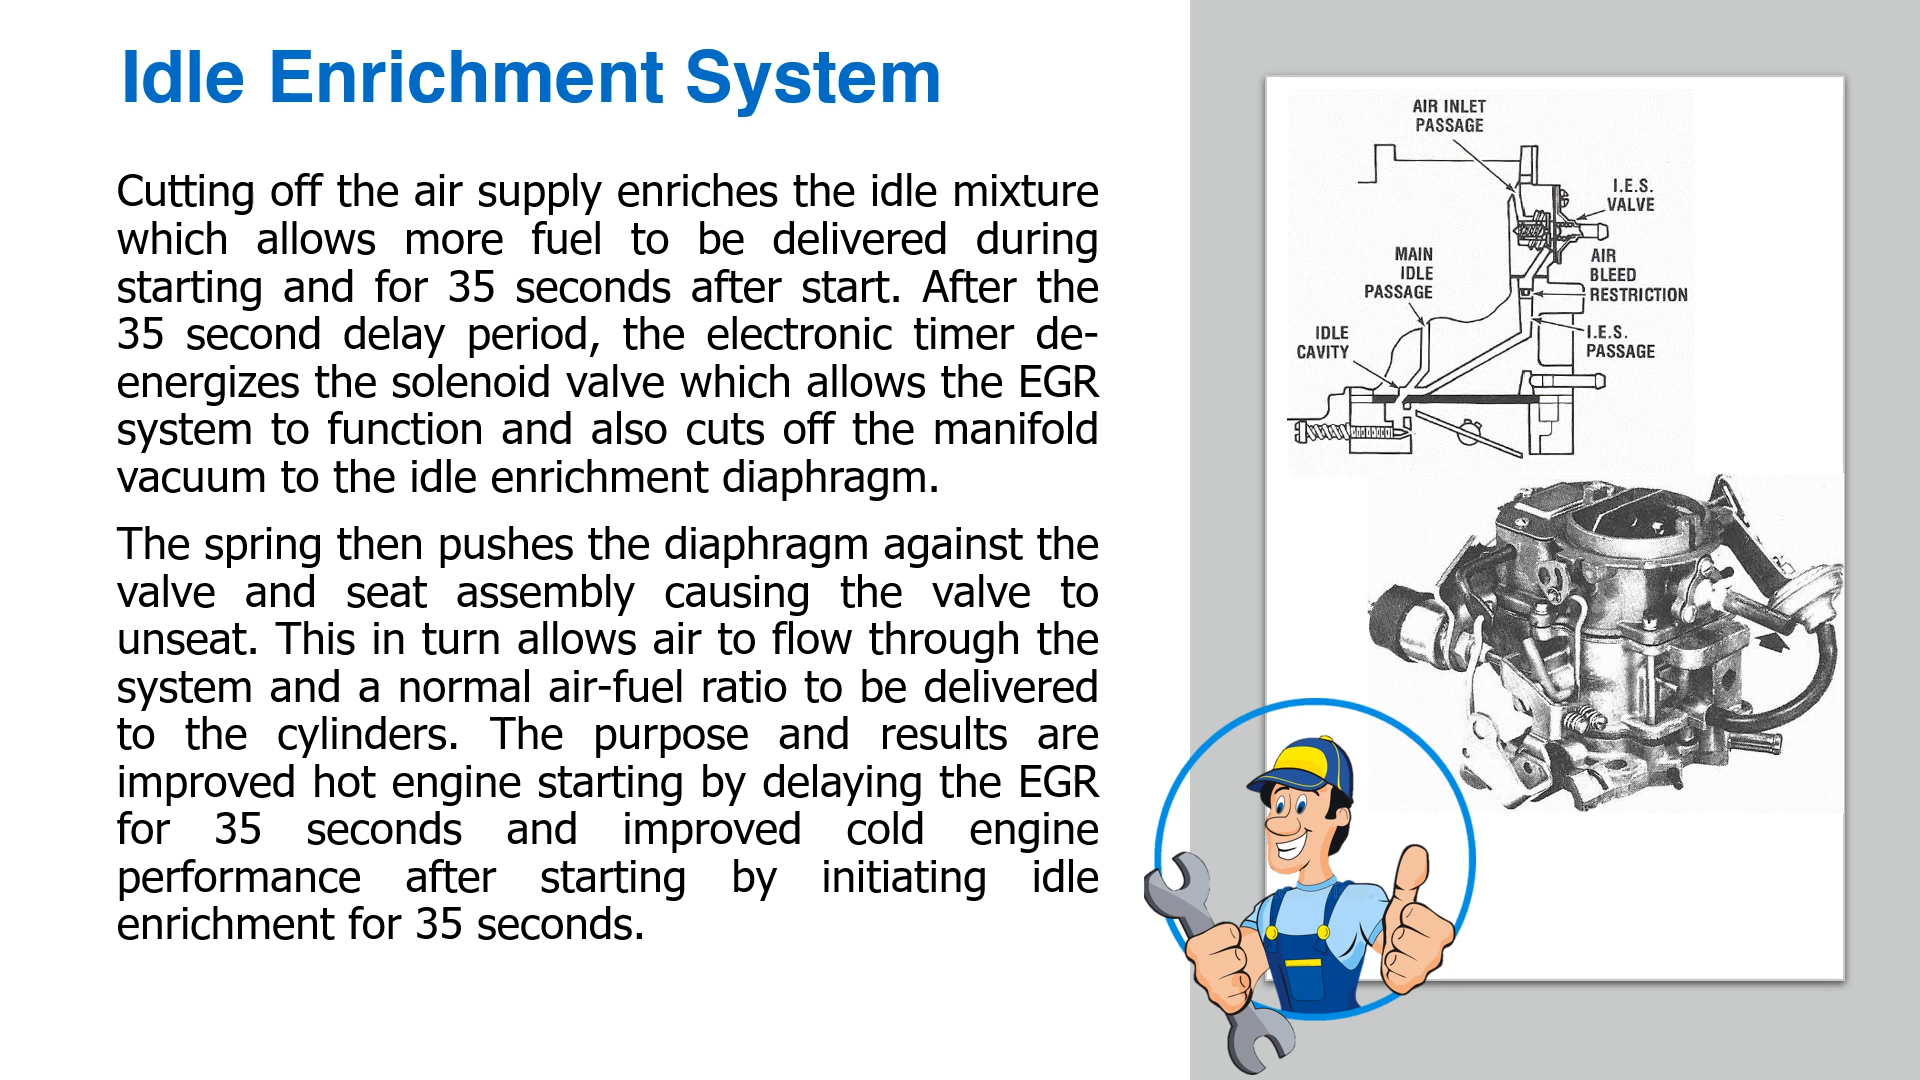 Idle Enrichment System
Cutting off the air supply enriches the idle mixture
which allows more fuel to be delivered during
starting and for 35 seconds after start. After the
35 second delay period, the electronic timer de-
energizes the solenoid valve which allows the EGR
system to function and also cuts off the manifold
vacuum to the idle enrichment diaphragm.
The spring then pushes the diaphragm against the
valve and seat assembly causing the valve to
unseat. This in turn allows air to flow through the
system and a normal air-fuel ratio to be delivered
to the cylinders. The purpose and results are
improved hot engine starting by delaying the EGR
for 35 seconds and improved cold engine
performance after starting by initiating idle
enrichment for 35 seconds.
AIR INLET
PASSAGE
I.E.S.
VALVE
MAIN
IDLE
PASSAGE
AIR
BLEED
RESTRICTION
IDLE
CAVITY
I.E.S.
PASSAGE